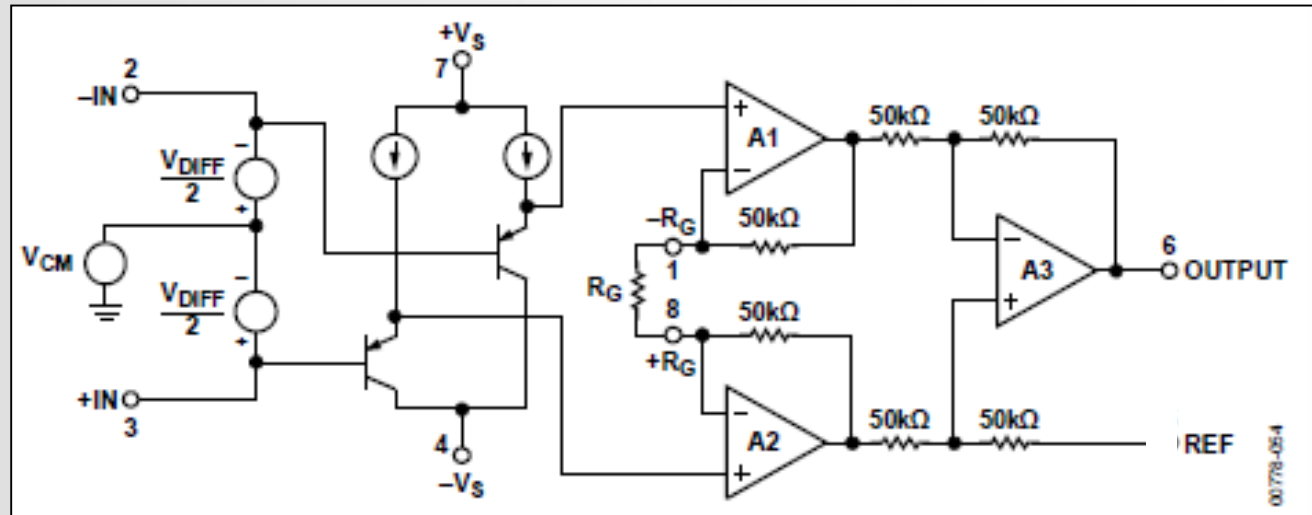 +VS
7
2
–IN
VDIFF
2
VCM
VDIFF
2
+IN
3
4
–VS
A1
50kΩ
50kΩ
–RG
1
50kΩ
RG
8
+RG
50kΩ
A2
50kΩ
50kΩ
A3
6
OUTPUT
REF
00778-054